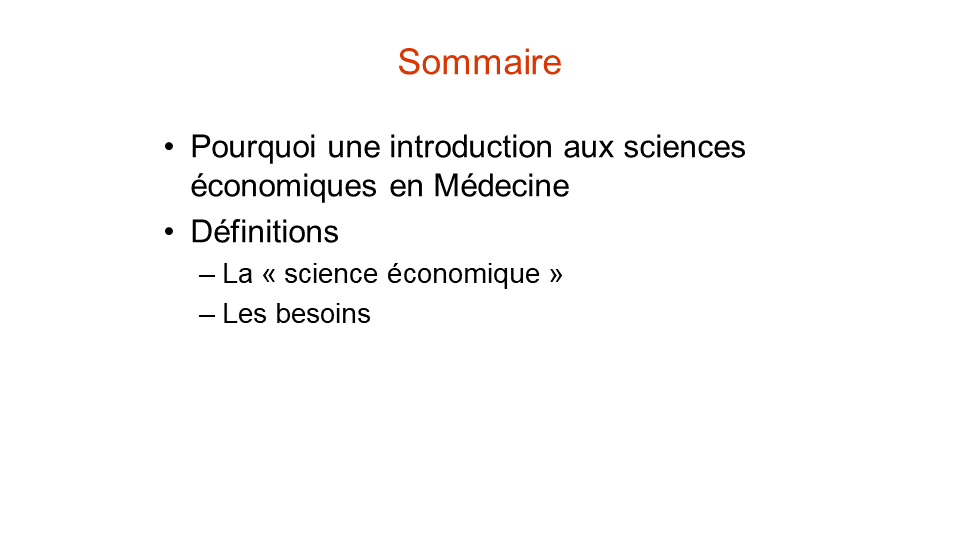 Sommaire
• Pourquoi une introduction aux sciences
économiques en Médecine
• Définitions
– La « science économique »
– Les besoins